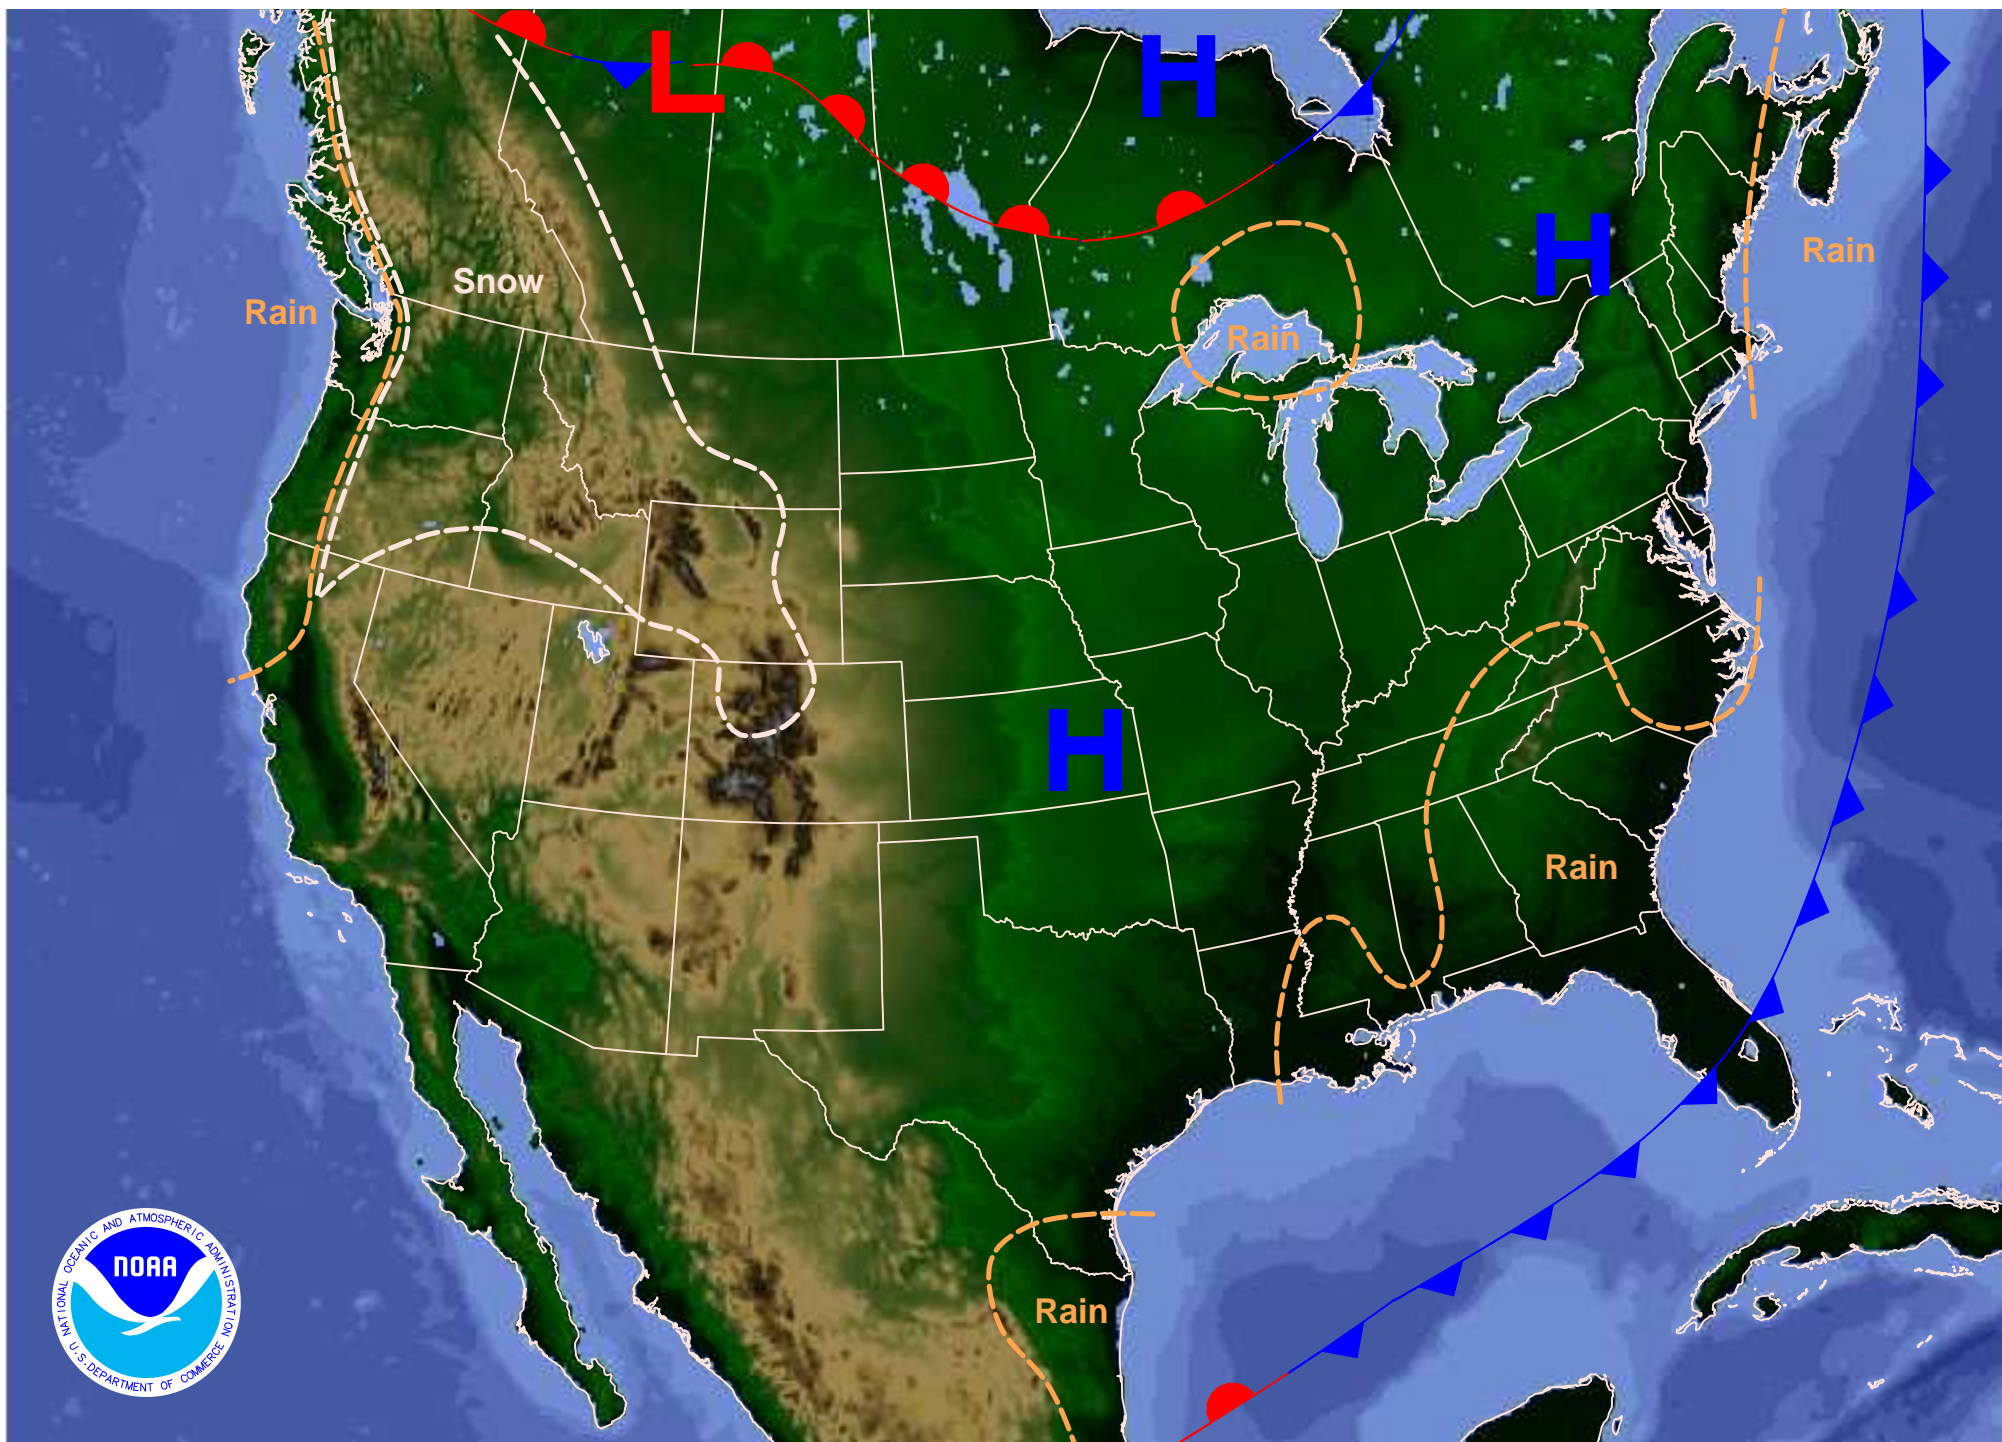 L
H
H
Rain
Snow
Rain
Rain
H
Rain
Rain
NATIONAL OCEANIC AND ATMOSPHERIC ADMINISTRATION
NOAA
U.S. DEPARTMENT OF COMMERCE